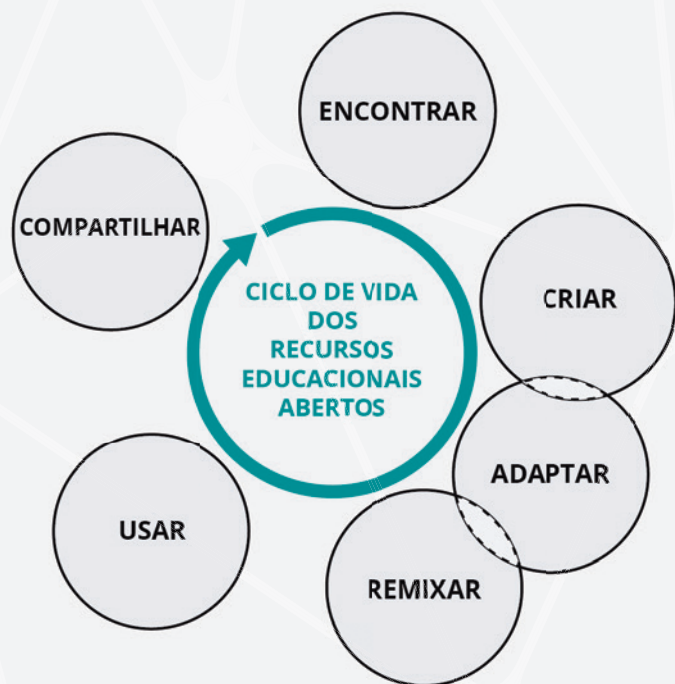 ENCONTRAR
COMPARTILHAR
CICLO DE VIDA
DOS
RECURSOS
EDUCACIONAIS
ABERTOS
CRIAR
ADAPTAR
USAR
REMIXAR